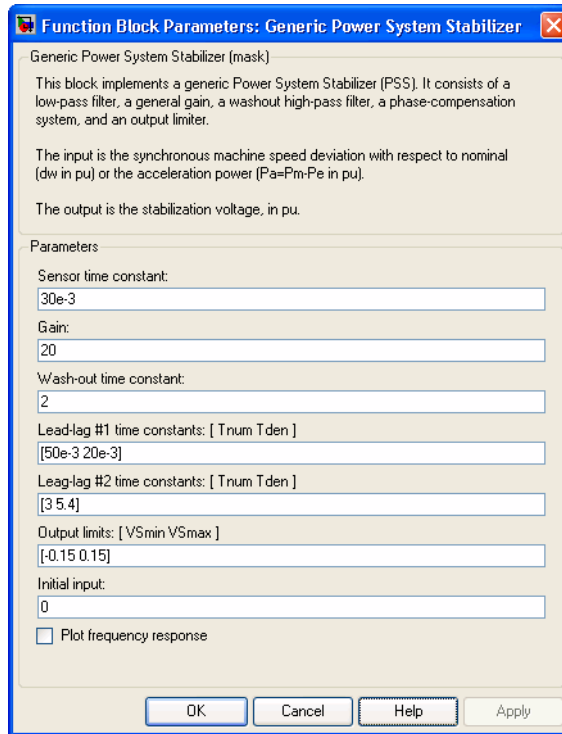 Function Block Parameters: Generic Power System Stabilizer
Generic Power System Stabilizer (mask)
This block implements a generic Power System Stabilizer (PSS). It consists of a
low-pass filter, a general gain, a washout high-pass filter, a phase-compensation
system, and an output limiter.
The input is the synchronous machine speed deviation with respect to nominal
(dw in pu) or the acceleration power (Pa=Pm-Pe in pu).
The output is the stabilization voltage, in pu.
Parameters
Sensor time constant:
30e-3
Gain:
20
Wash-out time constant:
2
Lead-lag #1 time constants: [ Tnum Tden ]
[50e-3 20e-3]
Leag-lag #2 time constants: [ Tnum Tden ]
[3 5.4]
Output limits: [ VSmin VSmax ]
[-0.15 0.15]
Initial input:
0
Plot frequency response
OK Cancel Help Apply